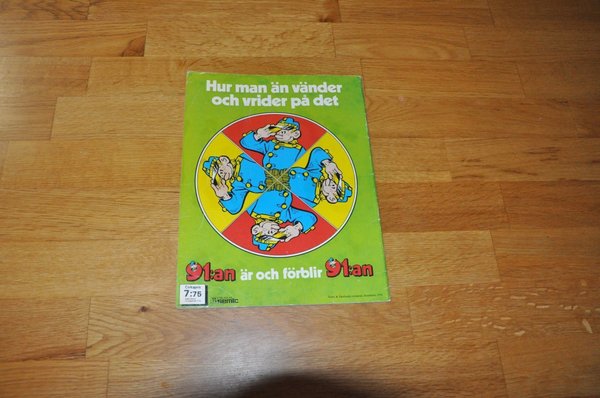 Hur man än vänder
och vrider på det
91:an är och förblir 91:an
7:75